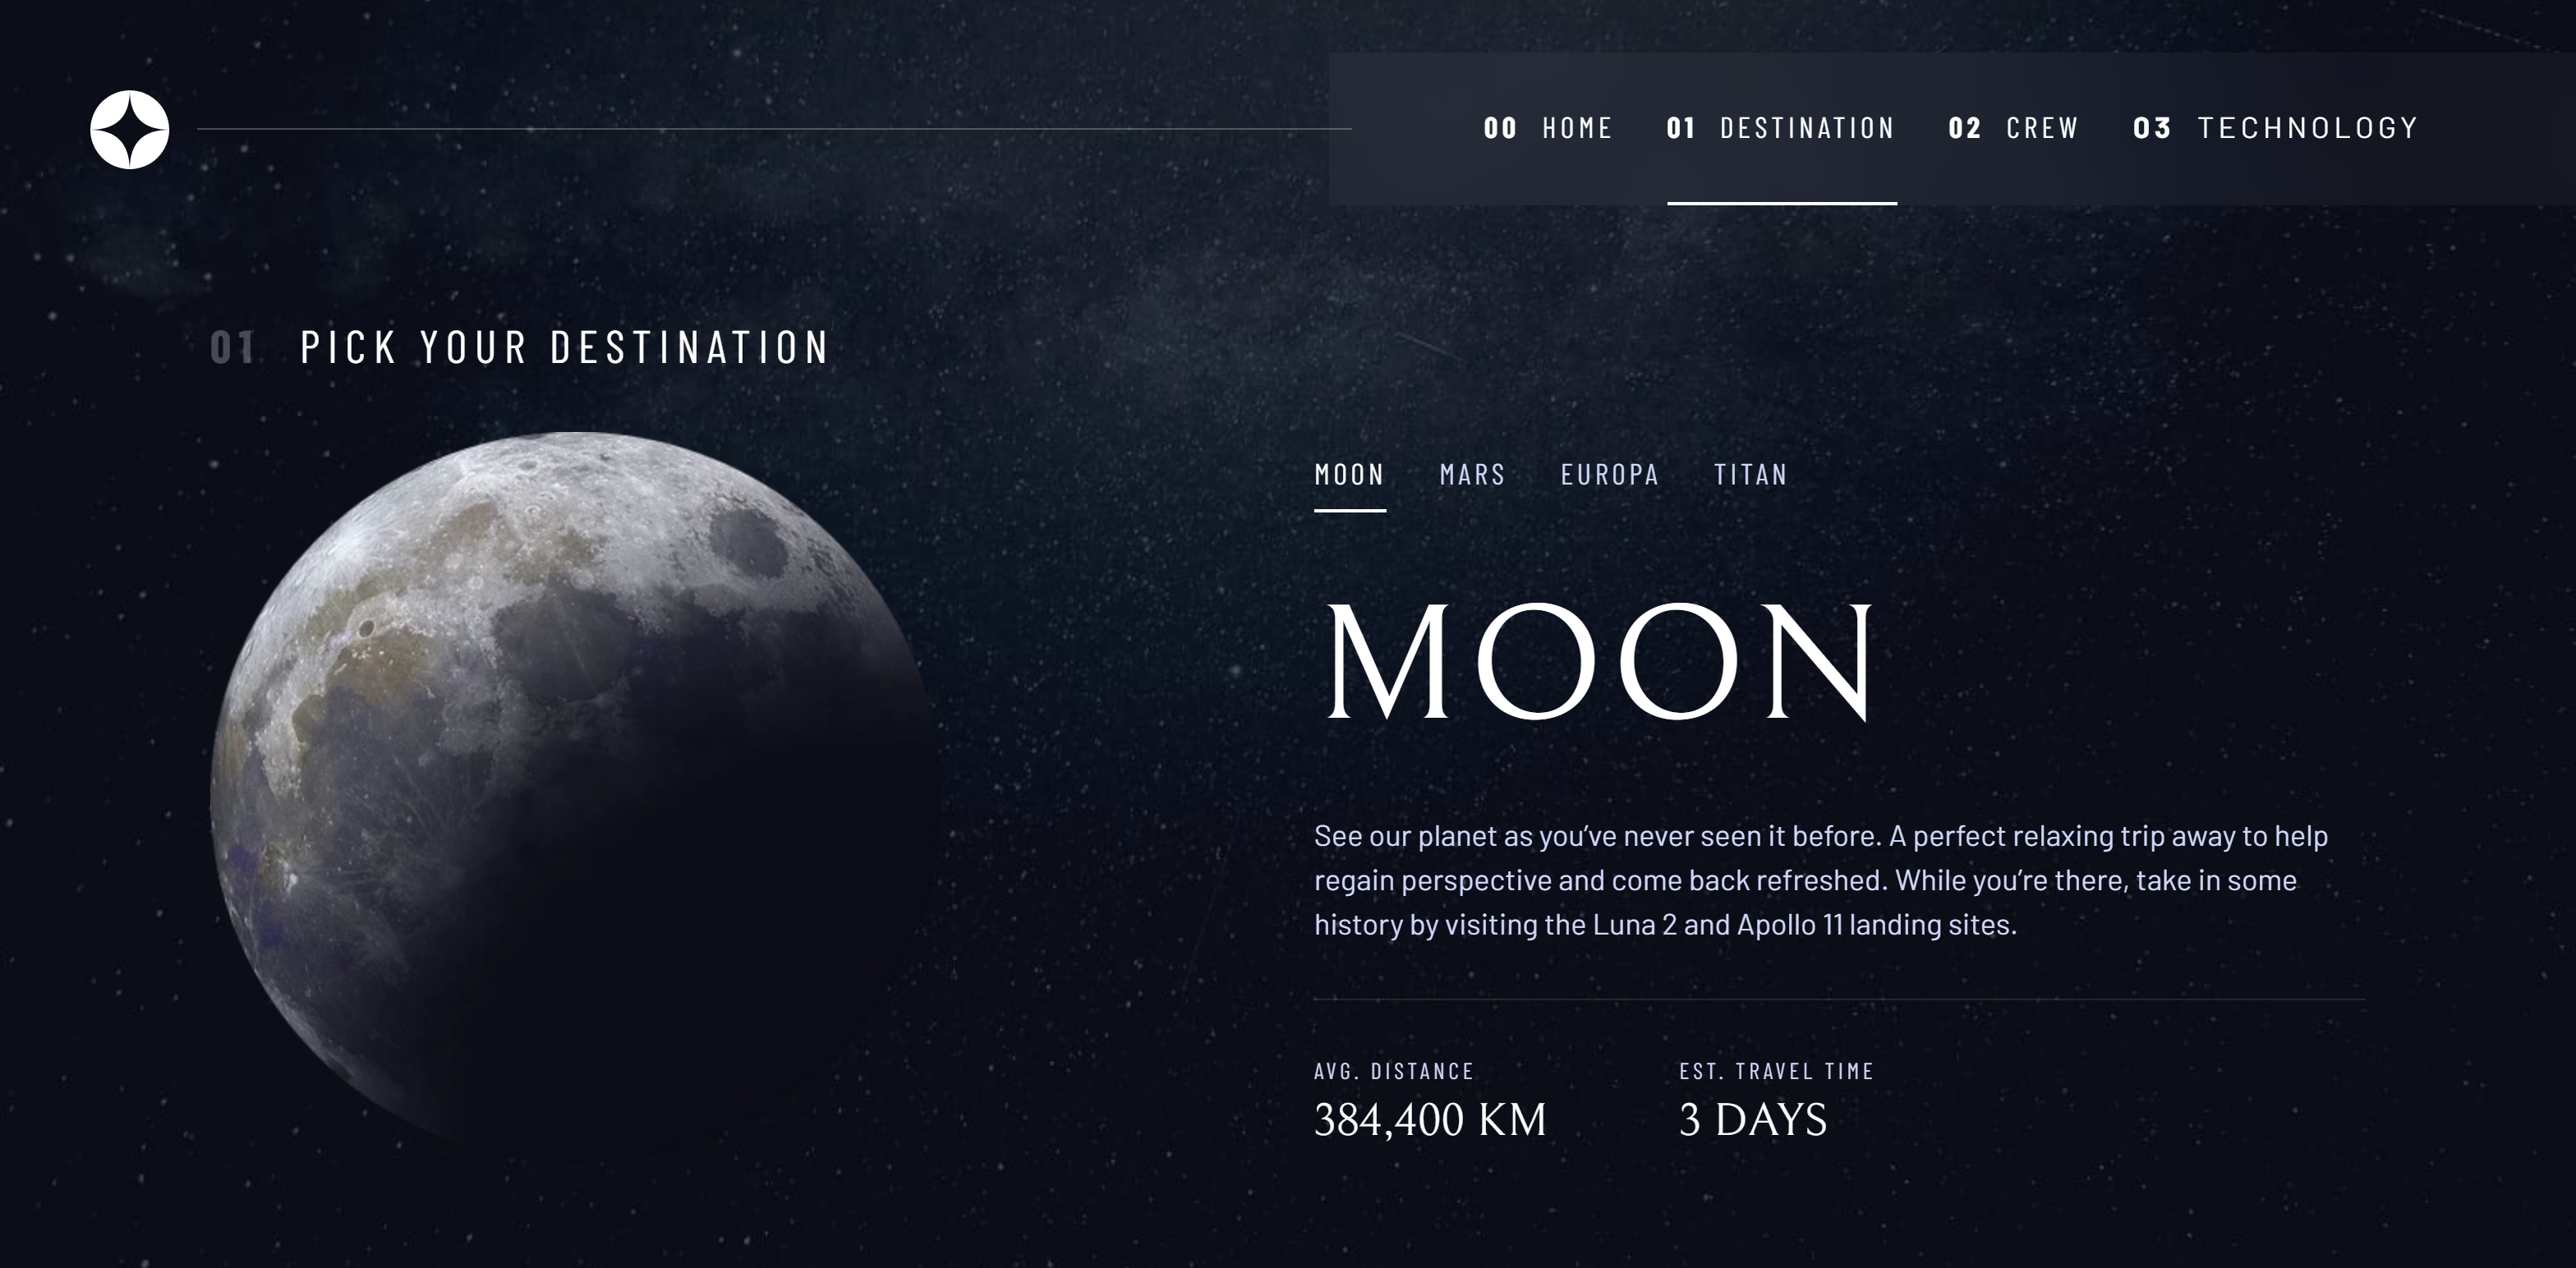 00 HOME 01 DESTINATION 02 CREW 03 TECHNOLOGY
01 PICK YOUR DESTINATION
MOON MARS EUROPA TITAN
MOON
See our planet as you’ve never seen it before. A perfect relaxing trip away to help
regain perspective and come back refreshed. While you’re there, take in some
history by visiting the Luna 2 and Apollo 11 landing sites.
AVG. DISTANCE
384,400 KM
EST. TRAVEL TIME
3 DAYS